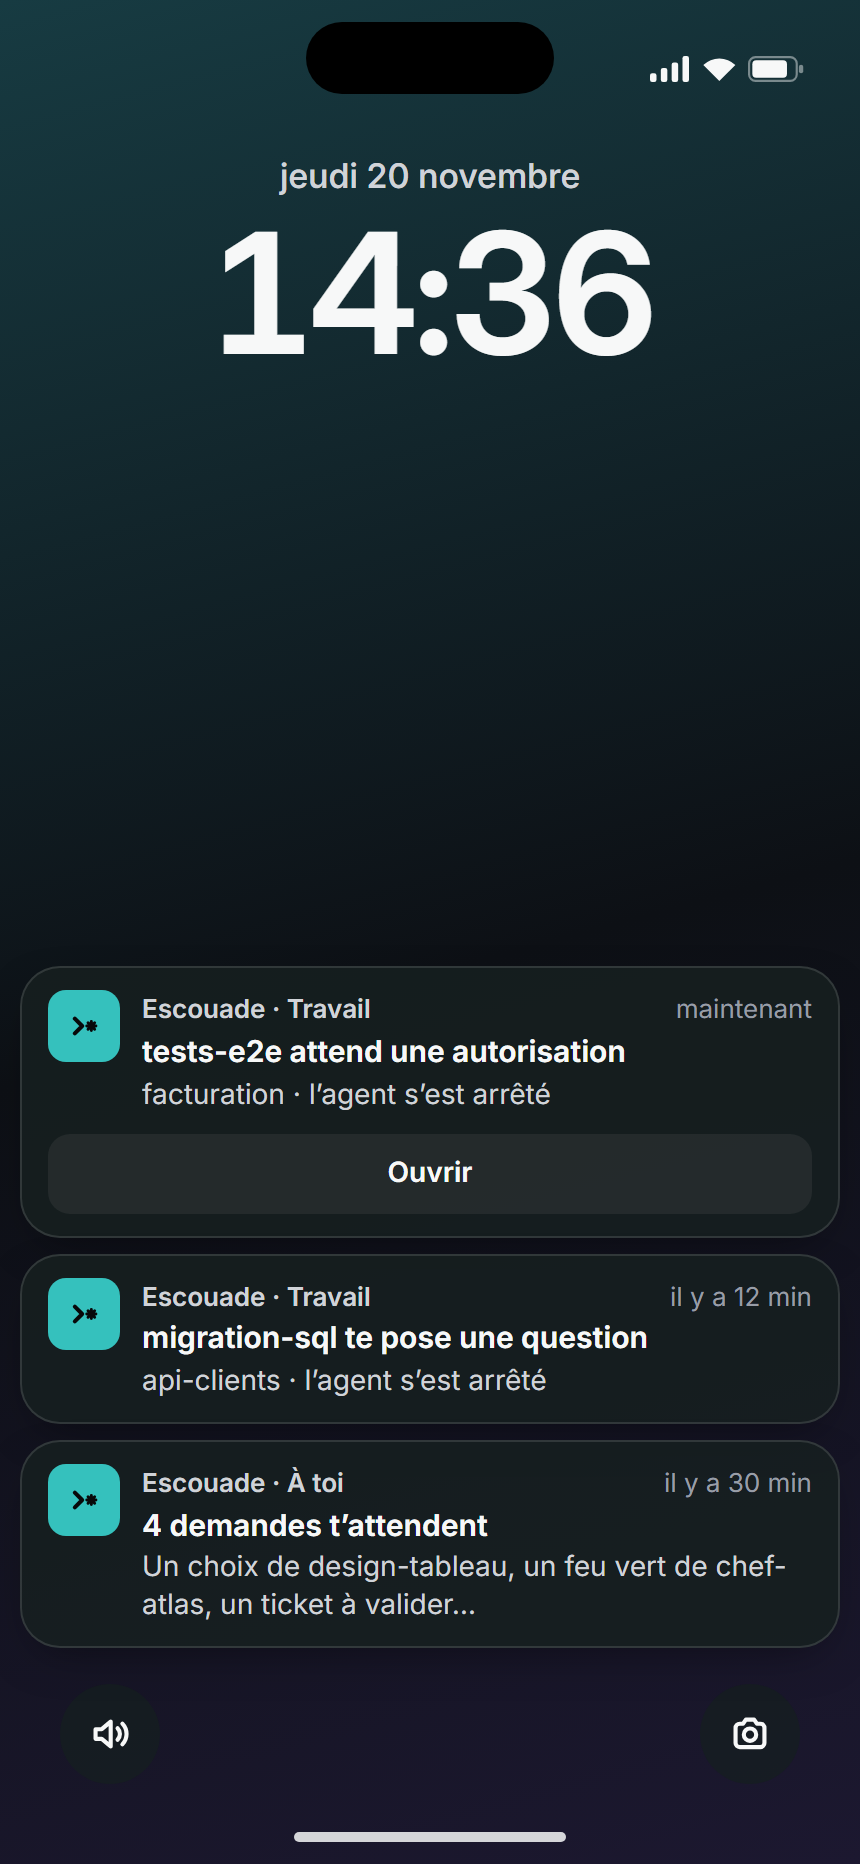 jeudi 20 novembre
14:36
Escouade · Travail
maintenant
tests-e2e attend une autorisation
facturation · l’agent s’est arrêté
Ouvrir
Escouade · Travail
il y a 12 min
migration-sql te pose une question
api-clients · l’agent s’est arrêté
Escouade · À toi
il y a 30 min
4 demandes t’attendent
Un choix de design-tableau, un feu vert de chef-
atlas, un ticket à valider...